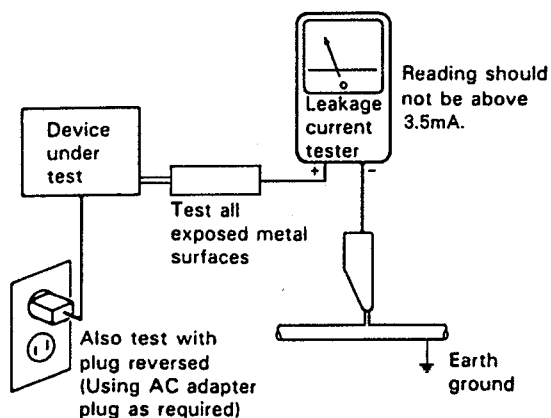 Device
under
test
Leakage
current
tester
+ −
Reading should
not be above
3.5mA.
Test all
exposed metal
surfaces
Also test with
plug reversed
(Using AC adapter
plug as required)
Earth
ground